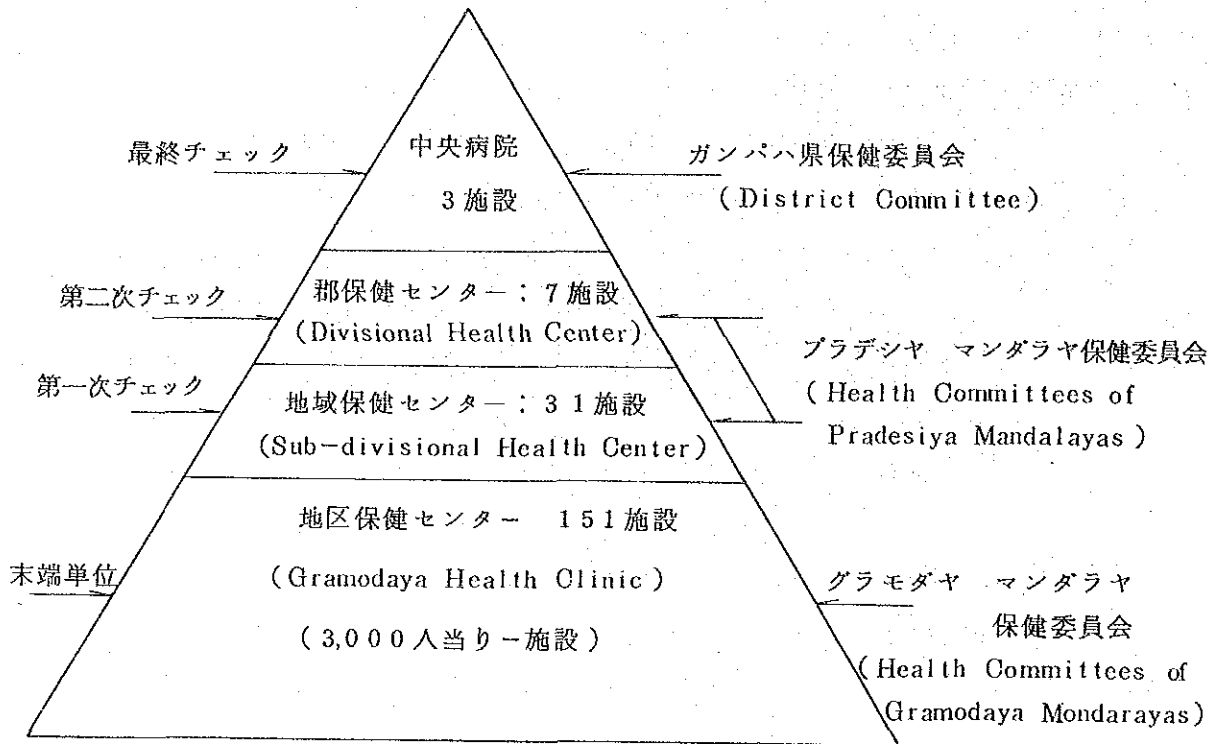 最終チェック
中央病院
3施設
ガンパハ県保健委員会
(District Committee)
第二次チェック
郡保健センター：7施設
(Divisional Health Center)
プラデシヤ マンダラヤ保健委員会
(Health Committees of
Pradesiya Mandalayas)
第一次チェック
地域保健センター：31施設
(Sub-divisional Health Center)
末端単位
地区保健センター 151施設
(Gramodaya Health Clinic)
(3,000人当り一施設)
グラモダヤ マンダラヤ
保健委員会
(Health Committees of
Gramodaya Mondarayas)